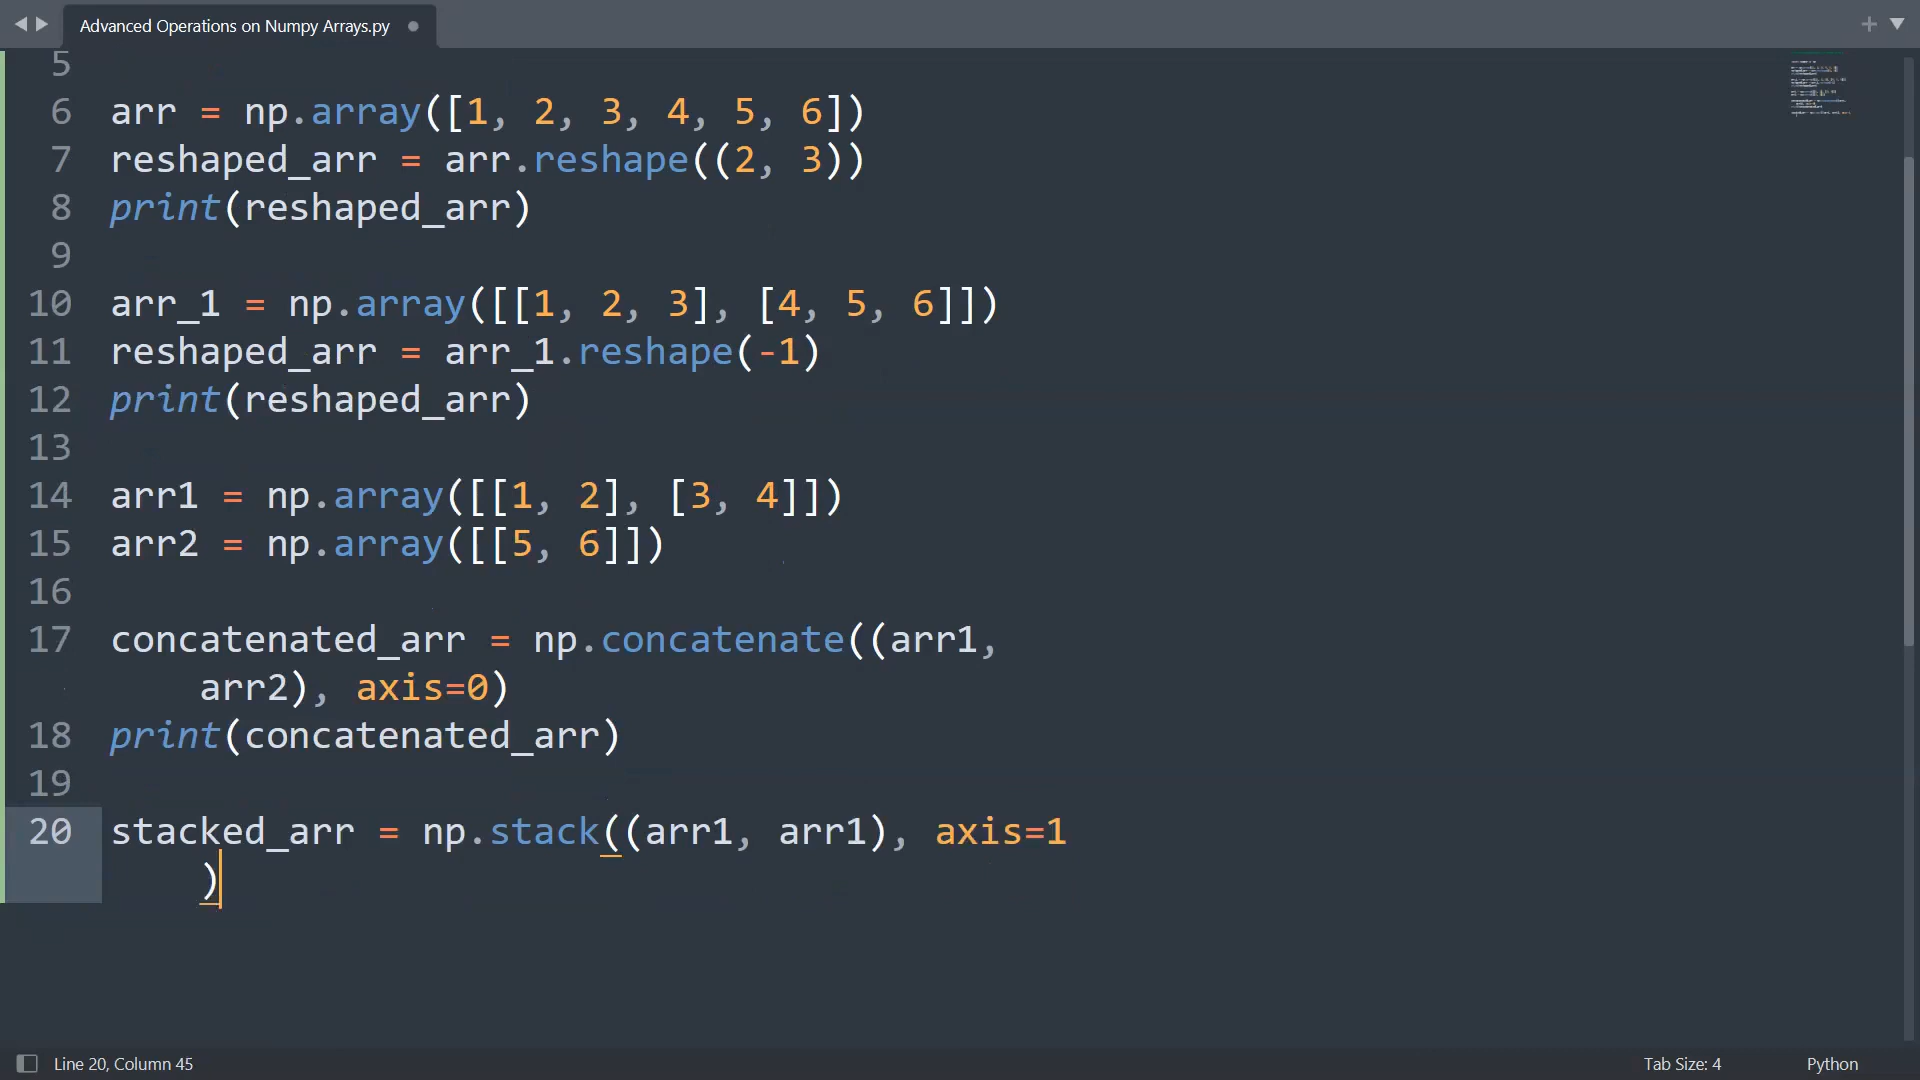 Advanced Operations on Numpy Arrays.py
5
6 arr = np.array([1, 2, 3, 4, 5, 6])
7 reshaped_arr = arr.reshape((2, 3))
8 print(reshaped_arr)
9
10 arr_1 = np.array([[1, 2, 3], [4, 5, 6]])
11 reshaped_arr = arr_1.reshape(-1)
12 print(reshaped_arr)
13
14 arr1 = np.array([[1, 2], [3, 4]])
15 arr2 = np.array([[5, 6]])
16
17 concatenated_arr = np.concatenate((arr1,
arr2), axis=0)
18 print(concatenated_arr)
19
20 stacked_arr = np.stack((arr1, arr1), axis=1
)
Line 20, Column 45
Tab Size: 4
Python